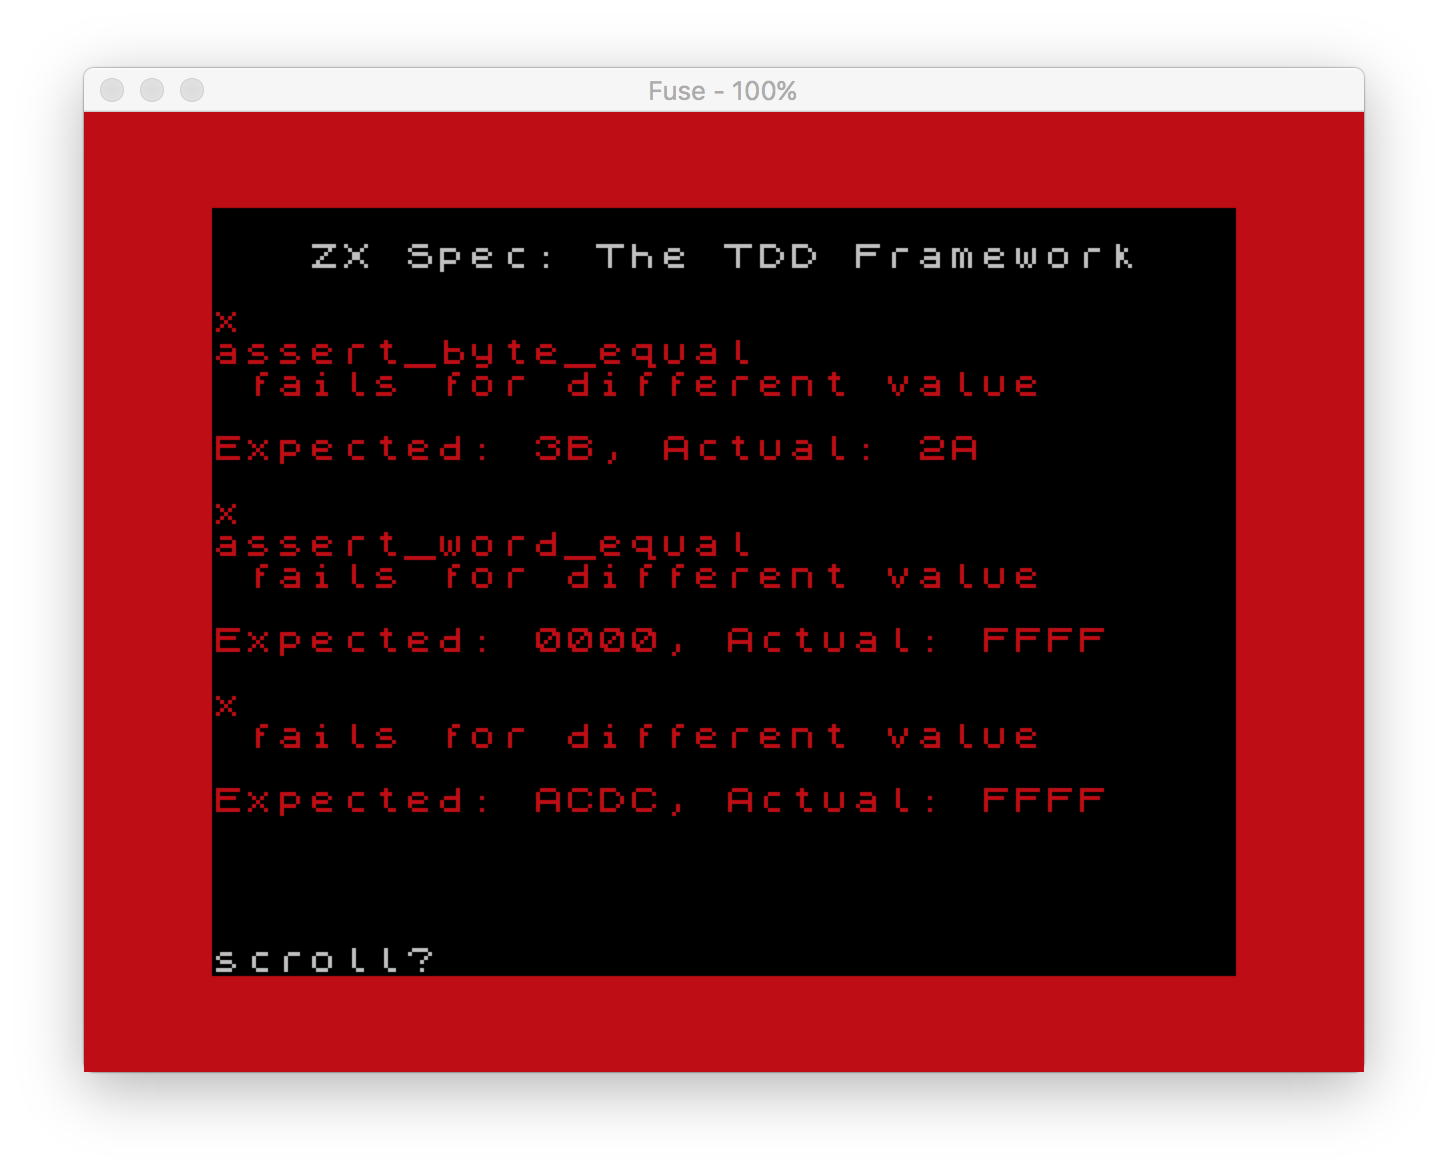 Fuse - 100%
ZX Spec: The TDD Framework
x
assert_byte_equal
fails for different value
Expected: 3B, Actual: 2A
x
assert_word_equal
fails for different value
Expected: 0000, Actual: FFFF
x
fails for different value
Expected: ACDC, Actual: FFFF
scroll?